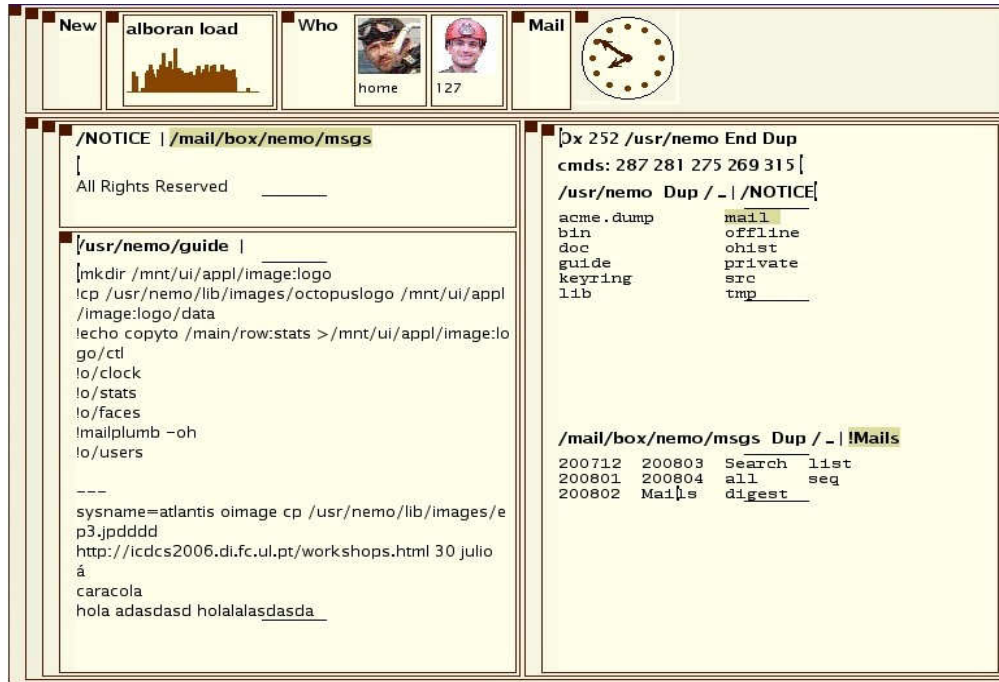 New
alboran load
Who
home
127
Mail
/NOTICE | /mail/box/nemo/msgs
All Rights Reserved
/usr/nemo/guide |
mkdir /mnt/ui/appl/image:logo
!cp /usr/nemo/lib/images/octopuslogo /mnt/ui/appl
/image:logo/data
!echo copyto /main/row:stats >/mnt/ui/appl/image:lo
go/ctl
!o/clock
!o/stats
!o/faces
!mailplumb -oh
!o/users
---
sysname=atlantis oimage cp /usr/nemo/lib/images/e
p3.jpdddd
http://icdcs2006.di.fc.ul.pt/workshops.html 30 julio
á
caracola
hola adasdasd holalalasdasda
Ox 252 /usr/nemo End Dup
cmds: 287 281 275 269 315
/usr/nemo Dup / _ | /NOTICE
acme.dump mail
bin offline
doc ohist
guide private
keyring src
lib tmp
/mail/box/nemo/msgs Dup / _ | !Mails
200712 200803 Search list
200801 200804 all seq
200802 Mails digest